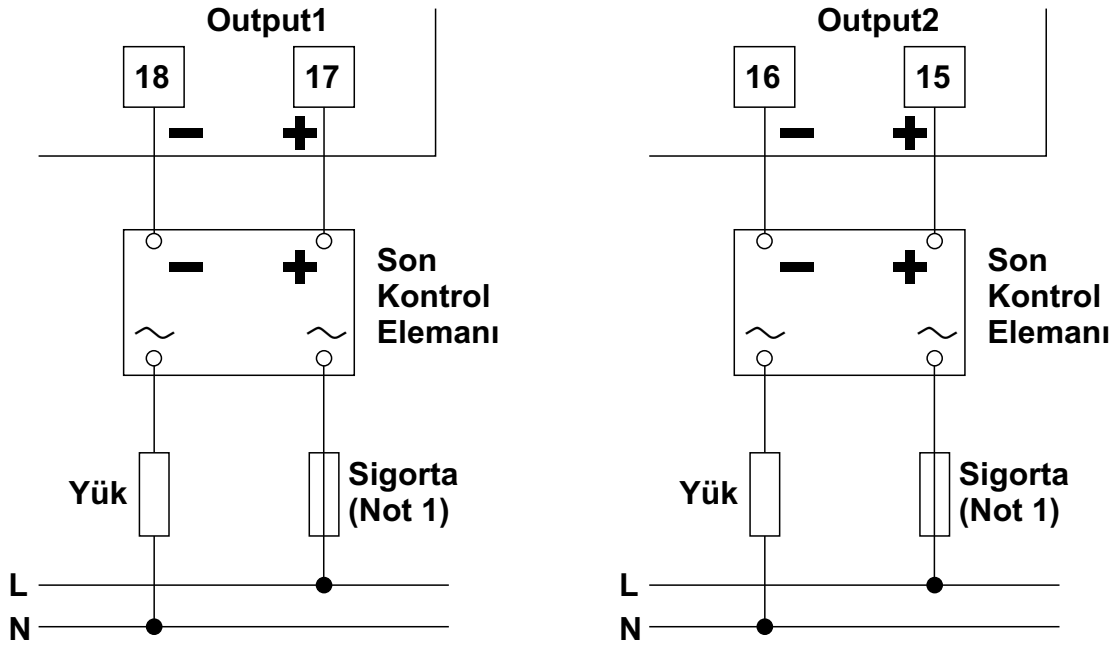 Output1
18
17
Son
Kontrol
Elemanı
Yük
Sigorta
(Not 1)
L
N
Output2
16
15
Son
Kontrol
Elemanı
Yük
Sigorta
(Not 1)
L
N